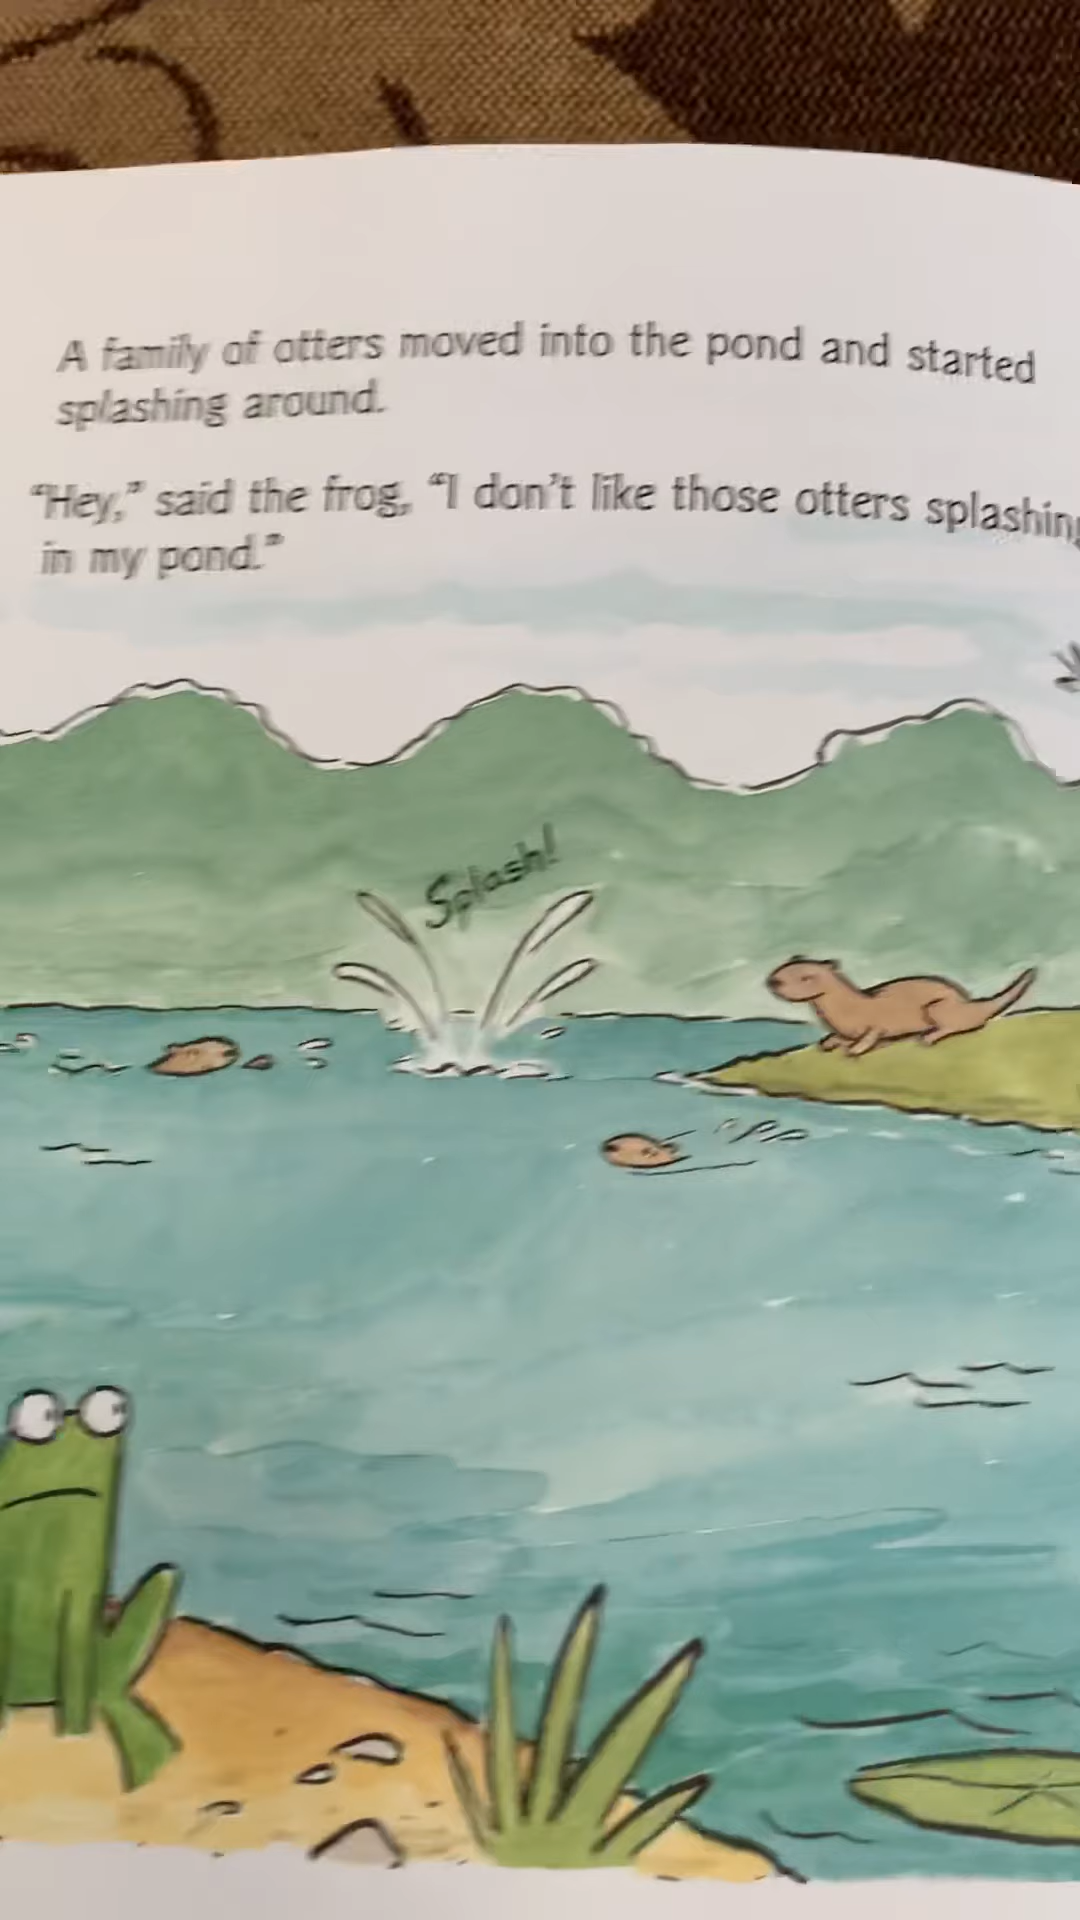 A family of otters moved into the pond and started
splashing around.
“Hey,” said the frog, “I don’t like those otters splashing
in my pond.”
Splash!